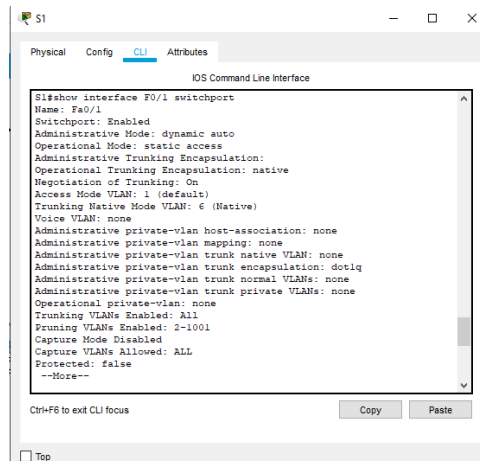 S1
Physical Config CLI Attributes
IOS Command Line Interface
S1#show interface F0/1 switchport
Name: Fa0/1
Switchport: Enabled
Administrative Mode: dynamic auto
Operational Mode: static access
Administrative Trunking Encapsulation:
Operational Trunking Encapsulation: native
Negotiation of Trunking: On
Access Mode VLAN: 1 (default)
Trunking Native Mode VLAN: 6 (Native)
Voice VLAN: none
Administrative private-vlan host-association: none
Administrative private-vlan mapping: none
Administrative private-vlan trunk native VLAN: none
Administrative private-vlan trunk encapsulation: dot1q
Administrative private-vlan trunk normal VLANs: none
Administrative private-vlan trunk private VLANs: none
Operational private-vlan: none
Trunking VLANs Enabled: All
Pruning VLANs Enabled: 2-1001
Capture Mode Disabled
Capture VLANs Allowed: ALL
Protected: false
--More--
Ctrl+F6 to exit CLI focus Copy Paste
Top